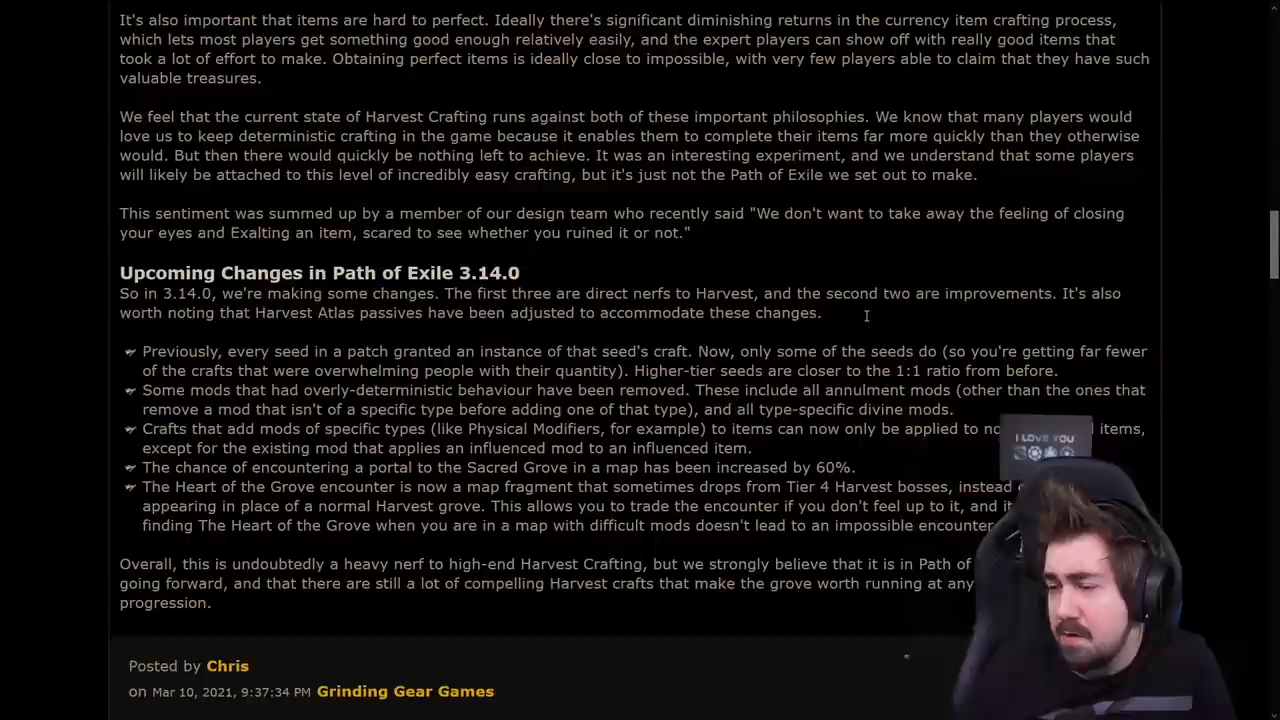 It's also important that items are hard to perfect. Ideally there's significant diminishing returns in the currency item crafting process,
which lets most players get something good enough relatively easily, and the expert players can show off with really good items that
took a lot of effort to make. Obtaining perfect items is ideally close to impossible, with very few players able to claim that they have such
valuable treasures.
We feel that the current state of Harvest Crafting runs against both of these important philosophies. We know that many players would
love us to keep deterministic crafting in the game because it enables them to complete their items far more quickly than they otherwise
would. But then there would quickly be nothing left to achieve. It was an interesting experiment, and we understand that some players
will likely be attached to this level of incredibly easy crafting, but it's just not the Path of Exile we set out to make.
This sentiment was summed up by a member of our design team who recently said "We don't want to take away the feeling of closing
your eyes and Exalting an item, scared to see whether you ruined it or not."
Upcoming Changes in Path of Exile 3.14.0
So in 3.14.0, we're making some changes. The first three are direct nerfs to Harvest, and the second two are improvements. It's also
worth noting that Harvest Atlas passives have been adjusted to accommodate these changes.
Previously, every seed in a patch granted an instance of that seed's craft. Now, only some of the seeds do (so you're getting far fewer
of the crafts that were overwhelming people with their quantity). Higher-tier seeds are closer to the 1:1 ratio from before.
Some mods that had overly-deterministic behaviour have been removed. These include all annulment mods (other than the ones that
remove a mod that isn't of a specific type before adding one of that type), and all type-specific divine mods.
Crafts that add mods of specific types (like Physical Modifiers, for example) to items can now only be applied to items,
except for the existing mod that applies an influenced mod to an influenced item.
The chance of encountering a portal to the Sacred Grove in a map has been increased by 60%.
The Heart of the Grove encounter is now a map fragment that sometimes drops from Tier 4 Harvest bosses, instead
appearing in place of a normal Harvest grove. This allows you to trade the encounter if you don't feel up to it, and
finding The Heart of the Grove when you are in a map with difficult mods doesn't lead to an impossible encounter
Overall, this is undoubtedly a heavy nerf to high-end Harvest Crafting, but we strongly believe that it is in Path of
going forward, and that there are still a lot of compelling Harvest crafts that make the grove worth running at any
progression.
I LOVE YOU
Posted by Chris
on Mar 10, 2021, 9:37:34 PM Grinding Gear Games